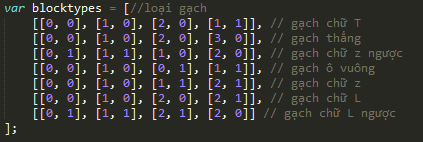 var blocktypes = [//loại gạch
[[0, 0], [1, 0], [2, 0], [1, 1]], // gạch chữ T
[[0, 0], [1, 0], [2, 0], [3, 0]], // gạch thẳng
[[0, 1], [1, 1], [1, 0], [2, 0]], // gạch chữ z ngược
[[0, 0], [1, 0], [0, 1], [1, 1]], // gạch ô vuông
[[0, 0], [1, 0], [1, 1], [2, 1]], // gạch chữ z
[[0, 0], [1, 0], [2, 0], [2, 1]], // gạch chữ L
[[0, 1], [1, 1], [2, 1], [2, 0]] // gạch chữ L ngược
];